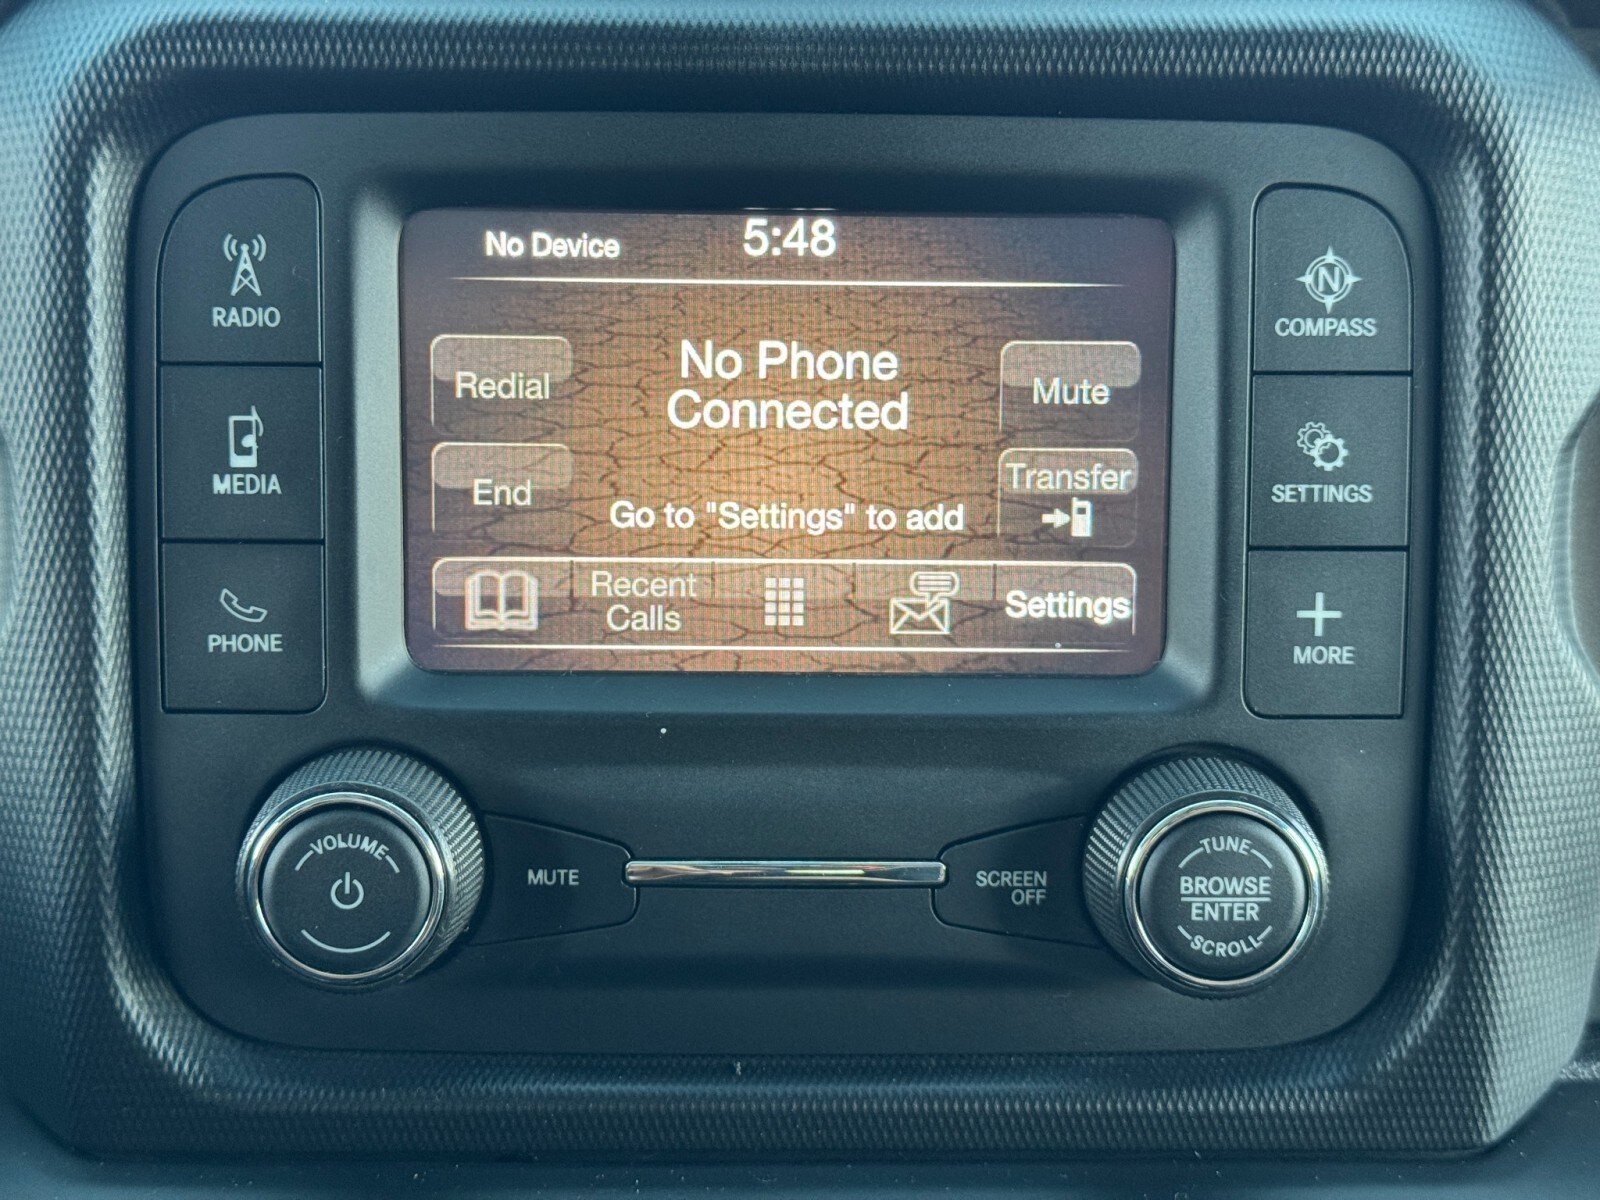 No Device
5:48
RADIO
MEDIA
PHONE
Redial
End
No Phone
Connected
Go to "Settings" to add
Mute
Transfer
Recent
Calls
Settings
N
COMPASS
SETTINGS
MORE
VOLUME
MUTE
SCREEN
OFF
TUNE
BROWSE
ENTER
SCROLL